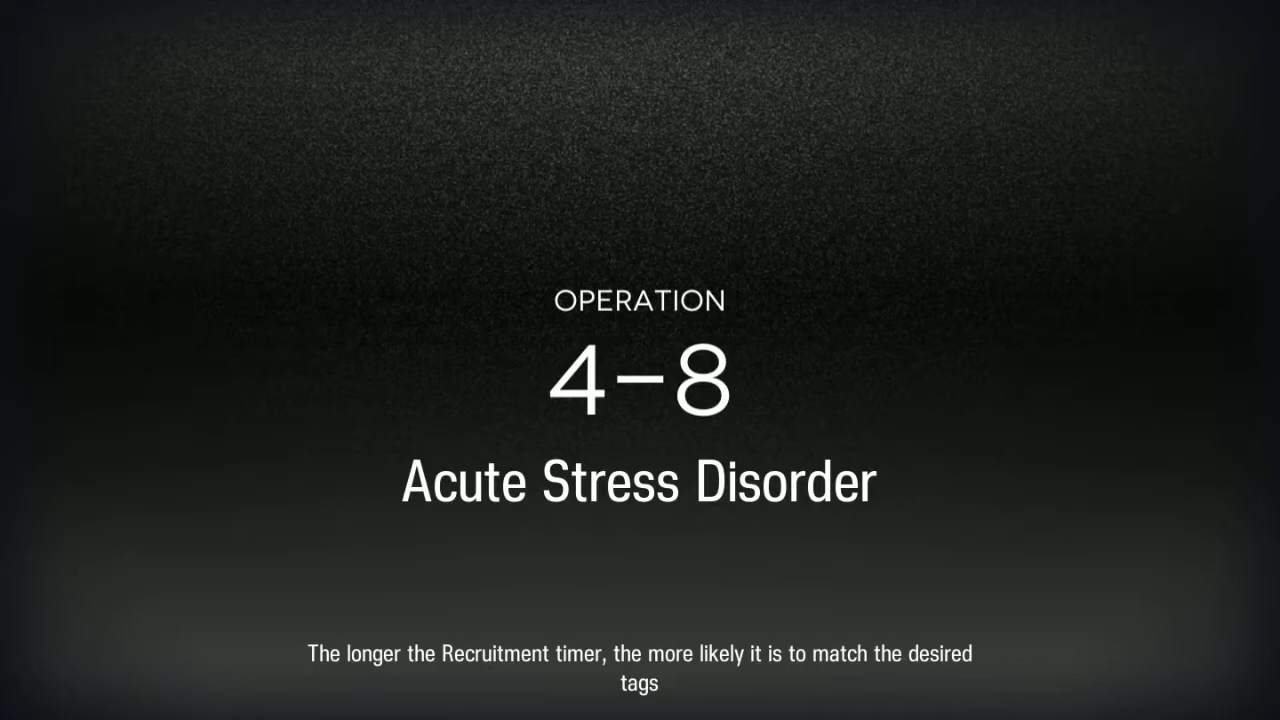 OPERATION
4-8
Acute Stress Disorder
The longer the Recruitment timer, the more likely it is to match the desired
tags